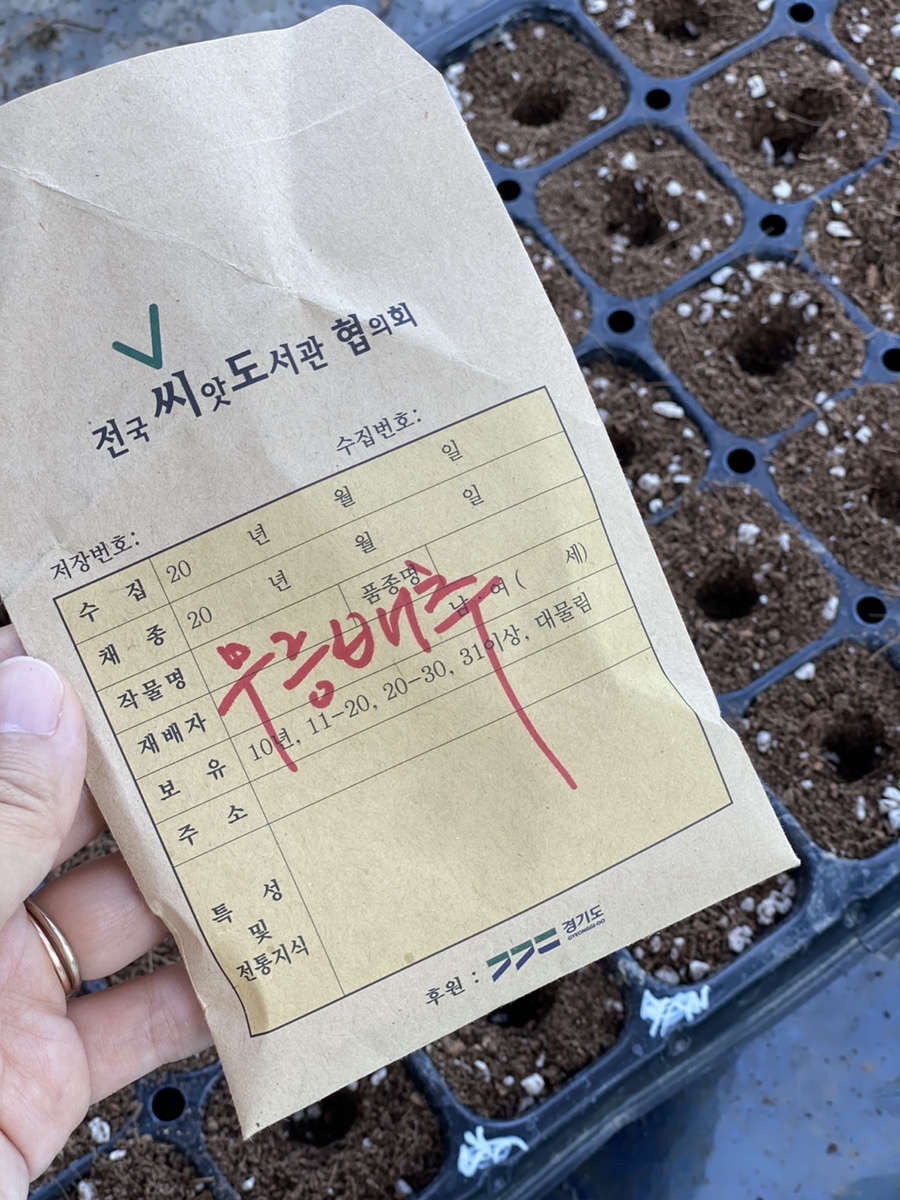 전국 씨앗도서관 협의회
저장번호: 수집번호:
수 집 20 년 월 일
채 종 20 년 월 일
작물명 품종명
우중배추
재배자 남 · 여 ( 세)
보 유 10년, 11-20, 20-30, 31이상, 대물림
주 소
특 성
및
전통지식
후원 : 경기도
GYEONGGI-DO